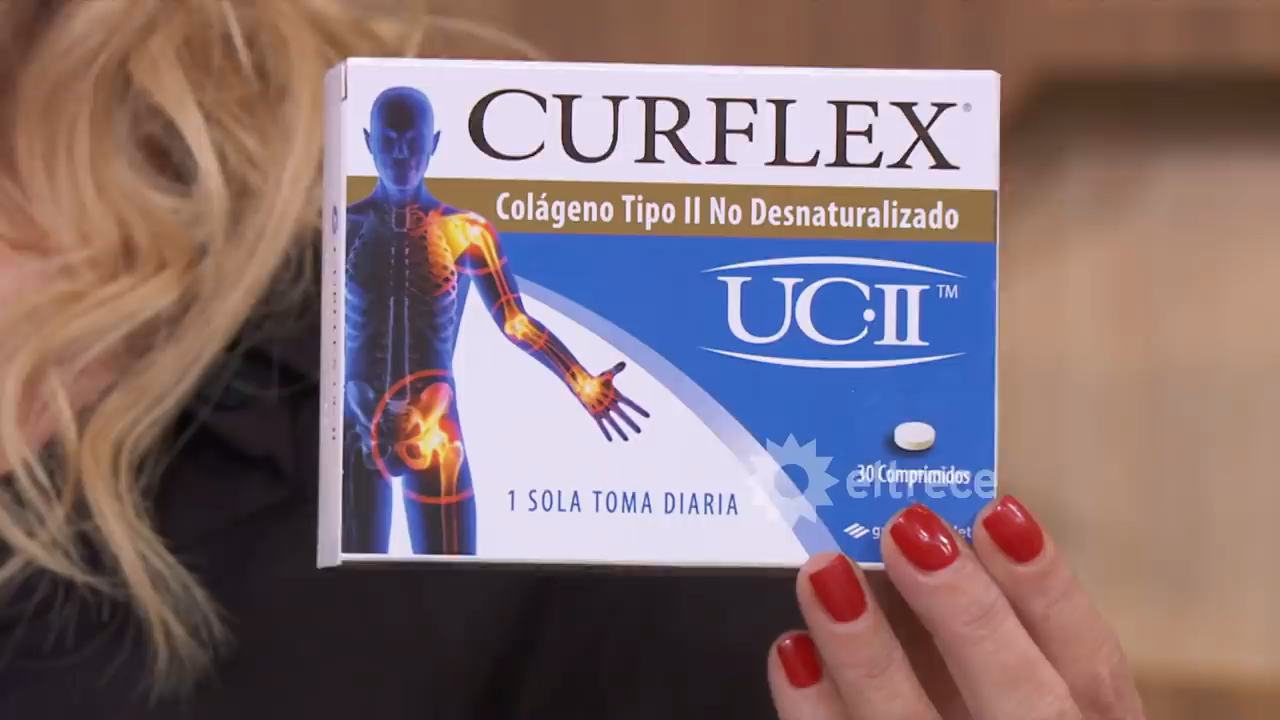 CURFLEX®
Colágeno Tipo II No Desnaturalizado
UC·II™
30 Comprimidos
eltrece
1 SOLA TOMA DIARIA